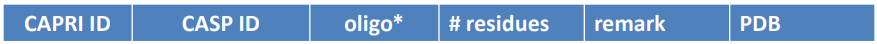 CAPRI ID CASP ID oligo* # residues remark PDB